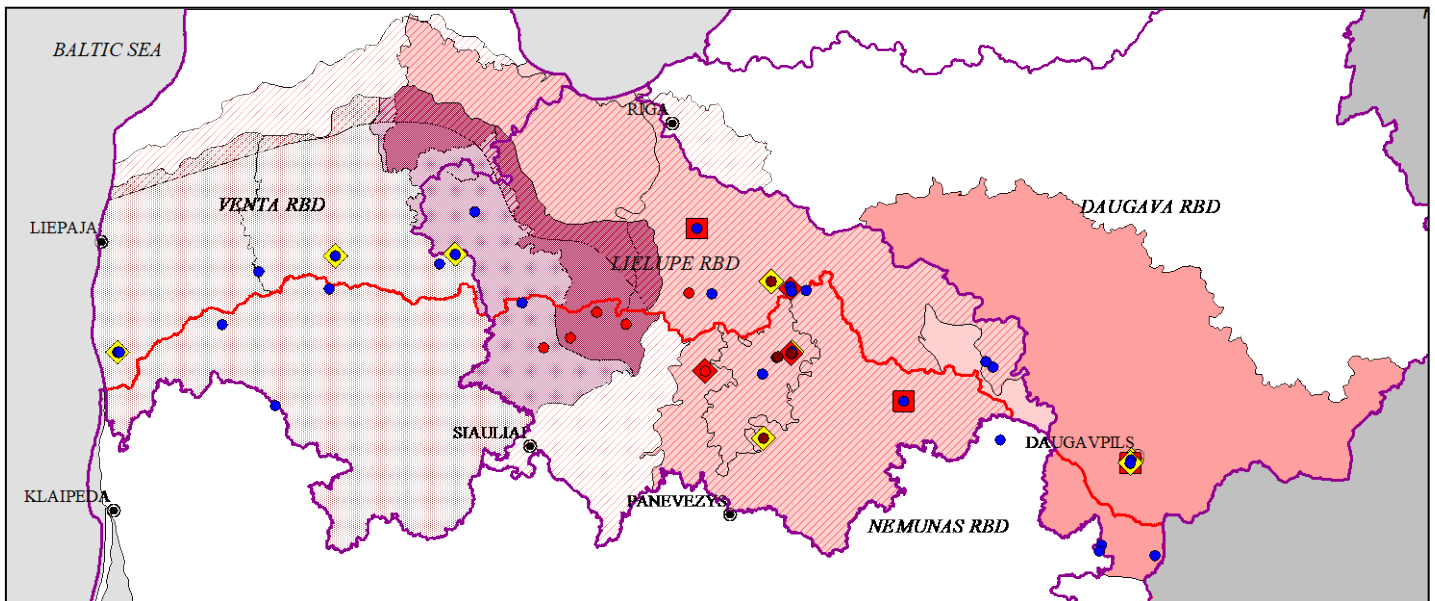 BALTIC SEA
RIGA
VENTA RBD
DAUGAVA RBD
LIEPAJA
LIELUPE RBD
SIAULIAI
DAUGAVPILS
KLAIPEDA
PANEVEZYS
NEMUNAS RBD